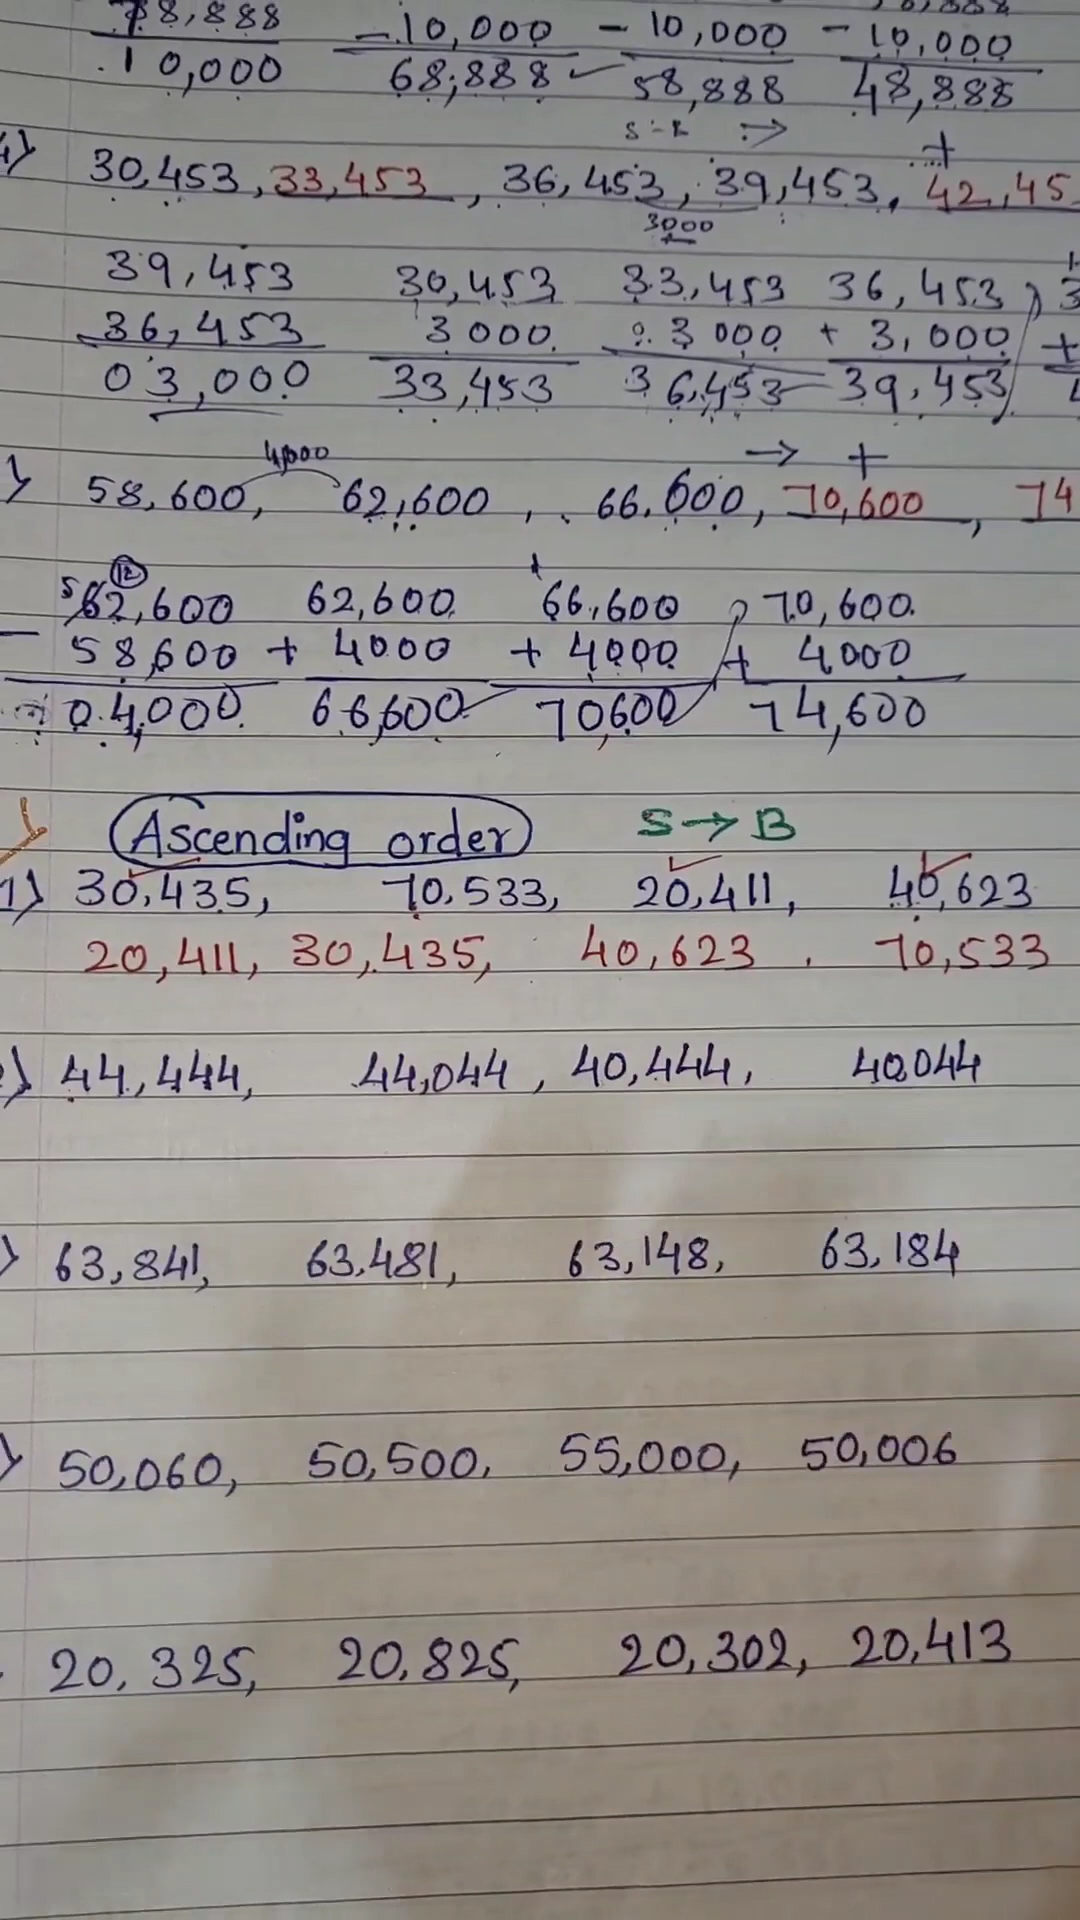 78,888 - 10,000 - 10,000 - 10,000
10,000 68,888 58,888 48,888
+
30,453, 33,453, 36,453, 39,453, 42,45
3000
39,453 30,453 33,453 36,453
36,453 3000 3000 + 3,000 +
03,000 33,453 36,453 39,453
4,000 +
58,600, 62,600, 66,600, 70,600, 74
5 12
62,600 62,600 66,600 70,600
- 58,600 + 4000 + 4000 + 4000
04,000 66,600 70,600 74,600
Ascending order S → B
1) 30,435, 70,533, 20,411, 40,623
20,411, 30,435, 40,623, 70,533
) 44,444, 44,044, 40,444, 40,044
) 63,841, 63,481, 63,148, 63,184
) 50,060, 50,500, 55,000, 50,006
20,325, 20,825, 20,302, 20,413